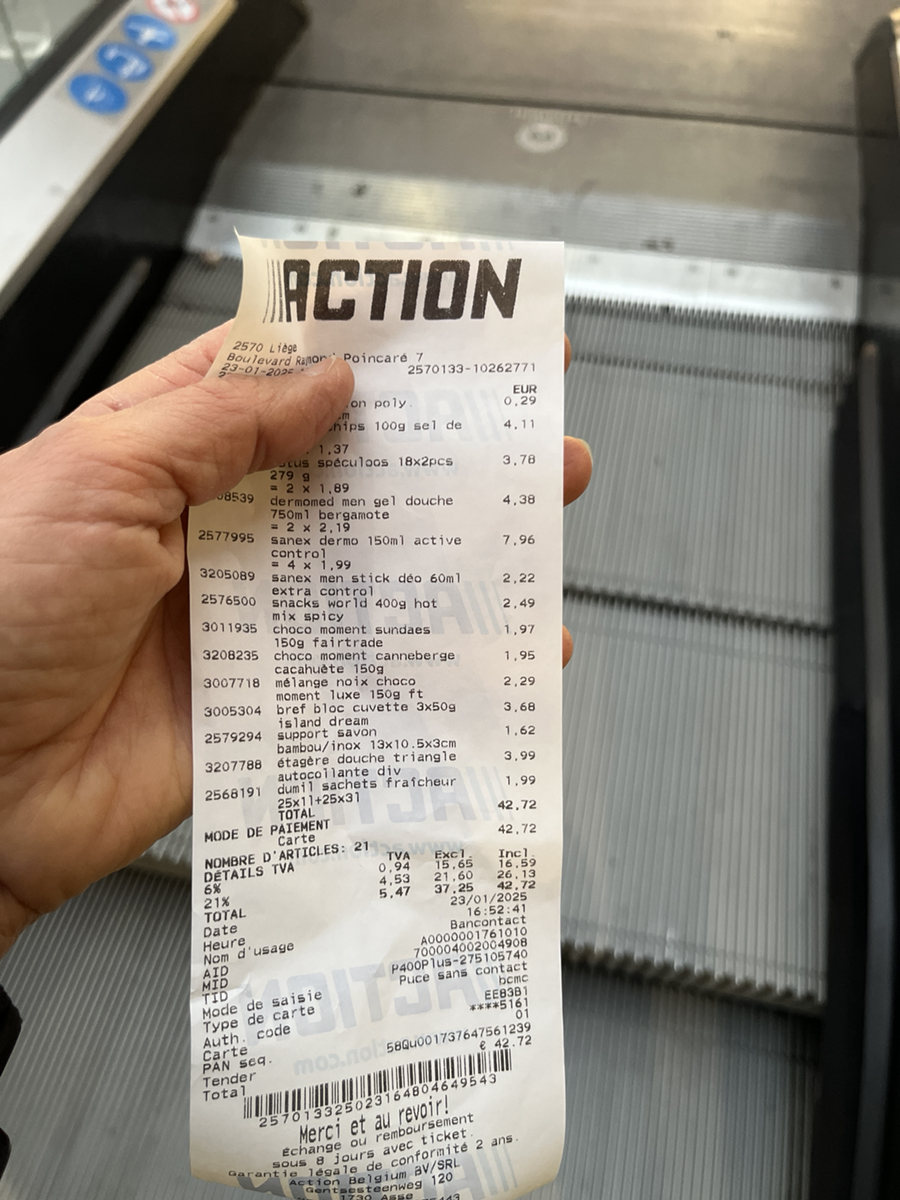 ACTION
2570 Liège
Boulevard Raymond Poincaré 7
23-01-2025 2570133-10262771
EUR
on poly. 0,29
m
chips 100g sel de 4,11
1,37
lotus spéculoos 18x2pcs 3,78
279 g
= 2 x 1,89
08539 dermomed men gel douche 4,38
750ml bergamote
= 2 x 2,19
2577995 sanex dermo 150ml active 7,96
control
= 4 x 1,99
3205089 sanex men stick déo 60ml 2,22
extra control
2576500 snacks world 400g hot 2,49
mix spicy
3011935 choco moment sundaes 1,97
150g fairtrade
3208235 choco moment canneberge 1,95
cacahuète 150g
3007718 mélange noix choco 2,29
moment luxe 150g ft
3005304 bref bloc cuvette 3x50g 3,68
island dream
2579294 support savon 1,62
bambou/inox 13x10.5x3cm
3207788 étagère douche triangle 3,99
autocollante div
2568191 dumil sachets fraîcheur 1,99
25x11+25x31
TOTAL 42,72
MODE DE PAIEMENT
Carte 42,72
NOMBRE D'ARTICLES: 21
DÉTAILS TVA TVA Excl. Incl.
6% 0,94 15,65 16,59
21% 4,53 21,60 26,13
TOTAL 5,47 37,25 42,72
Date 23/01/2025
Heure 16:52:41
Nom d'usage Bancontact
AID A0000001761010
MID 700004002004908
TID P400Plus-275105740
Mode de saisie Puce sans contact
Type de carte bcmc
Auth. code EE83B1
Carte ****5161
PAN seq. 01
Tender 58Qu001737647561239
Total € 42.72
2570133250231648046495​43
Merci et au revoir!
Échange ou remboursement
sous 8 jours avec ticket.
Garantie légale de conformité 2 ans.
Action Belgium BV/SRL
Gentsesteenweg 120
1730 Asse